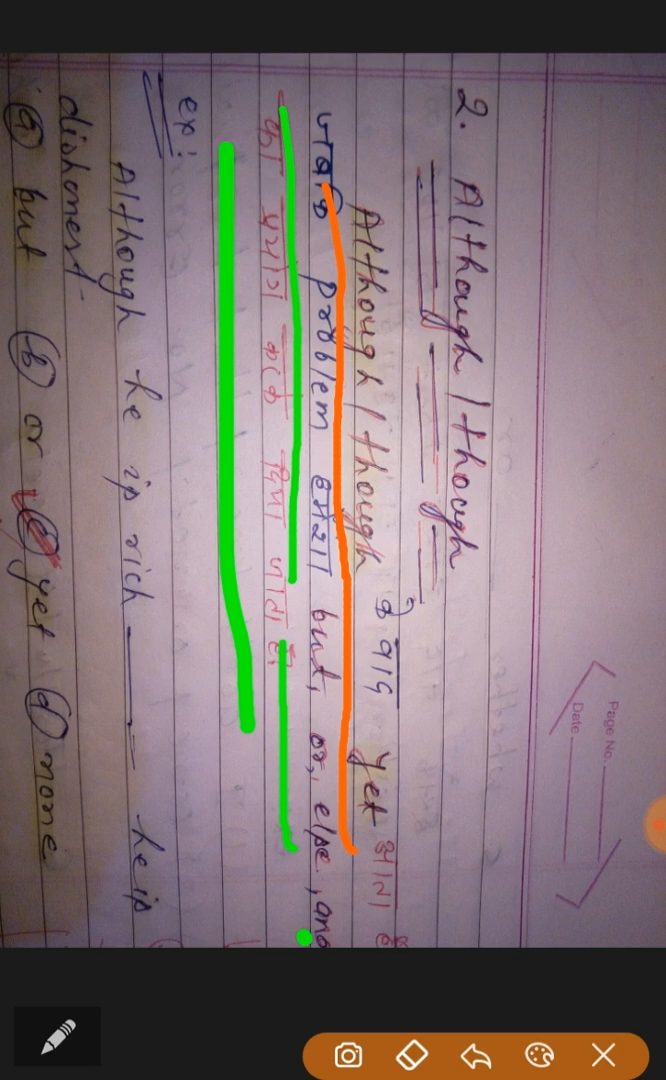 Page No.
Date
2. Although / though
Although / though के बाद yet आता है
जबकि problem हमेशा but, or, else, and
का प्रयोग करके दिया जाता है।
ex:
Although he is rich ——— he is
dishonest.
(a) but (b) or (c) yet (d) none